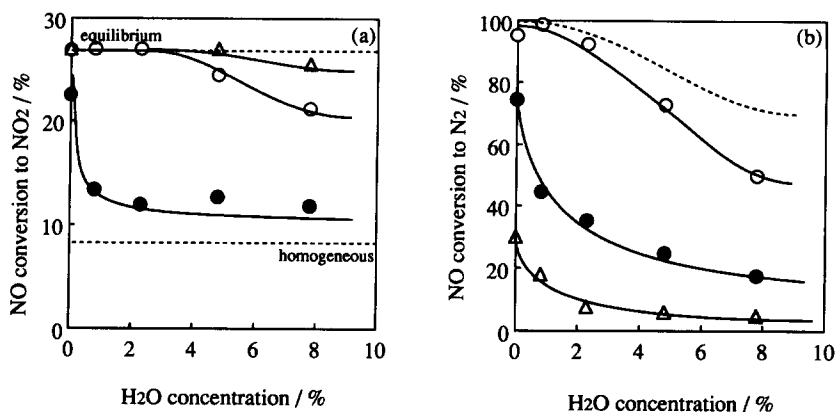 (a)
equilibrium
homogeneous
NO conversion to NO2 / %
30
20
10
0
0 2 4 6 8 10
H2O concentration / %
(b)
NO conversion to N2 / %
100
80
60
40
20
0
0 2 4 6 8 10
H2O concentration / %